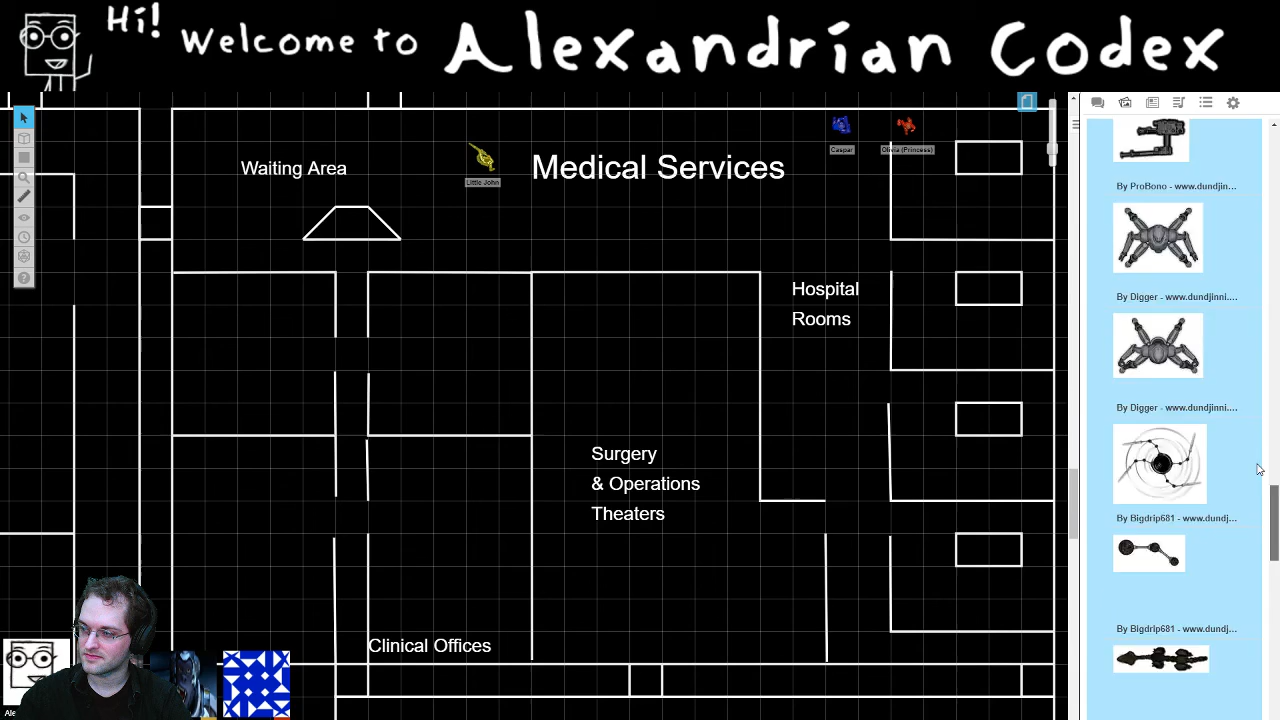 Hi! Welcome to Alexandrian Codex
Waiting Area
Little John
Medical Services
Caspar
Olivia (Princess)
Hospital
Rooms
Surgery
& Operations
Theaters
Clinical Offices
Ale
By ProBono - www.dundjin...
By Digger - www.dundjinni....
By Digger - www.dundjinni....
By Bigdrip681 - www.dundj...
By Bigdrip681 - www.dundj...